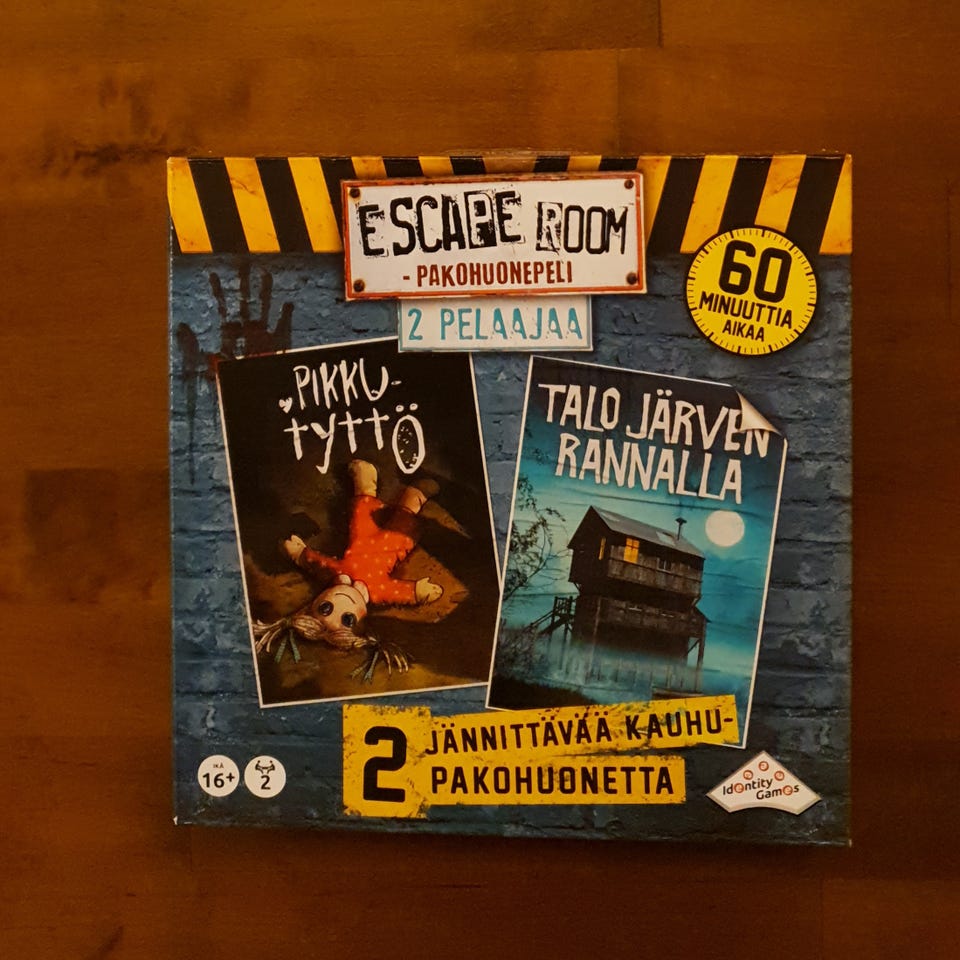 ESCAPE ROOM
- PAKOHUONEPELI
2 PELAAJAA
60
MINUUTTIA
AIKAA
PIKKU-
TYTTÖ
TALO JÄRVEN
RANNALLA
2 JÄNNITTÄVÄÄ KAUHU-
PAKOHUONETTA
IKÄ
16+
2
Identity
Games